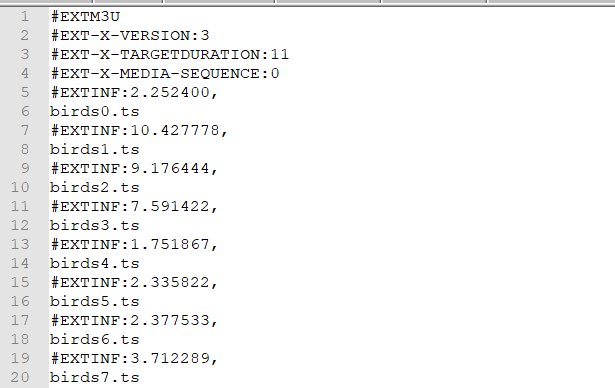 1 #EXTM3U
2 #EXT-X-VERSION:3
3 #EXT-X-TARGETDURATION:11
4 #EXT-X-MEDIA-SEQUENCE:0
5 #EXTINF:2.252400,
6 birds0.ts
7 #EXTINF:10.427778,
8 birds1.ts
9 #EXTINF:9.176444,
10 birds2.ts
11 #EXTINF:7.591422,
12 birds3.ts
13 #EXTINF:1.751867,
14 birds4.ts
15 #EXTINF:2.335822,
16 birds5.ts
17 #EXTINF:2.377533,
18 birds6.ts
19 #EXTINF:3.712289,
20 birds7.ts